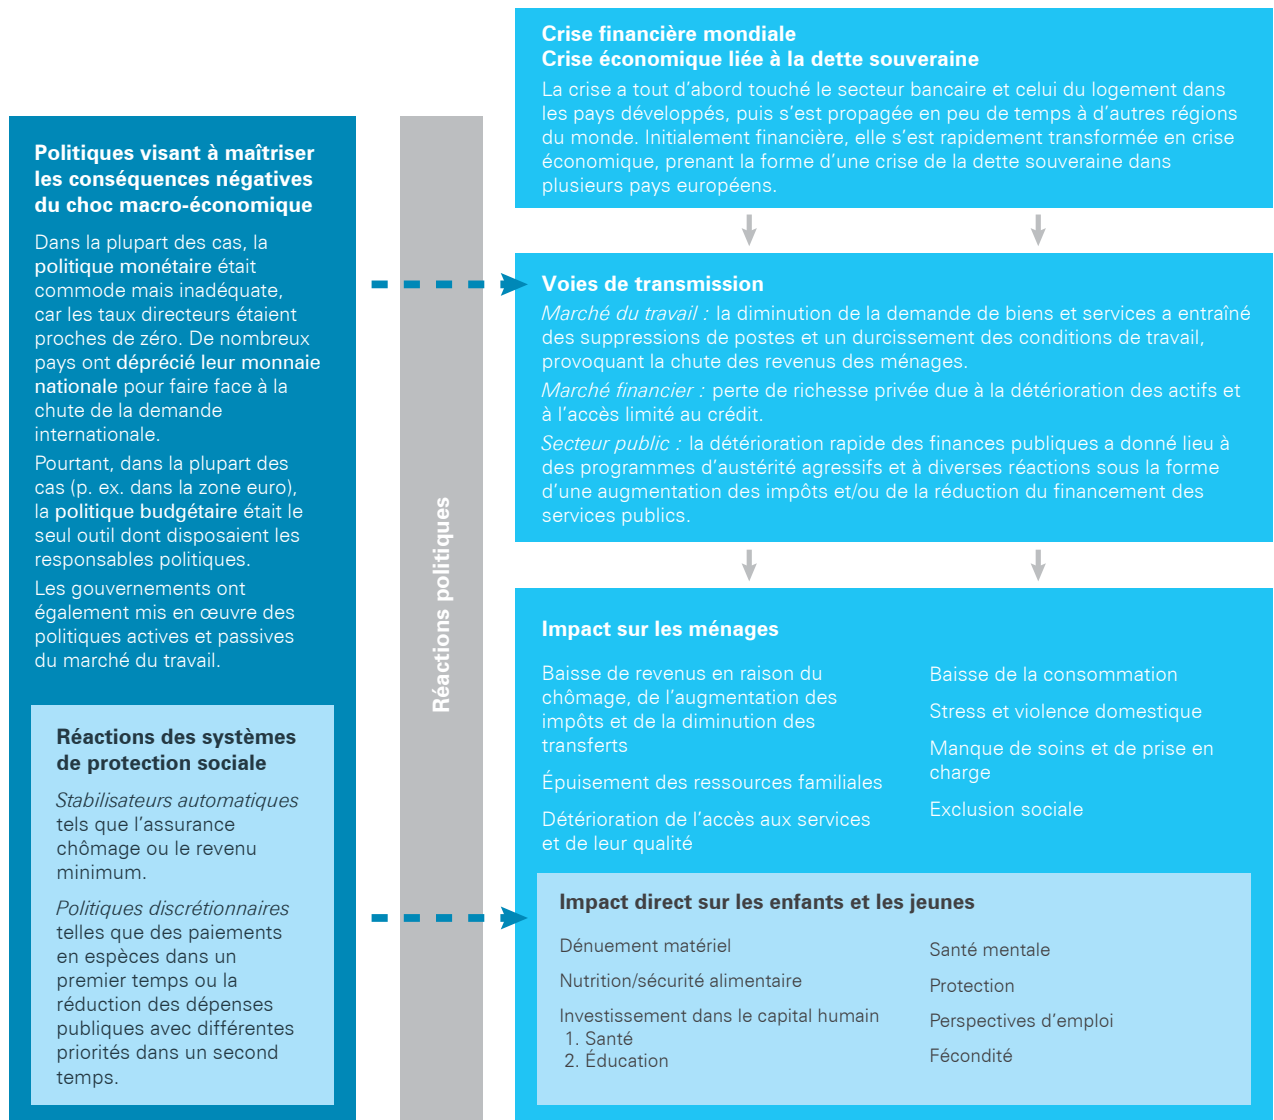 Crise financière mondiale
Crise économique liée à la dette souveraine
La crise a tout d’abord touché le secteur bancaire et celui du logement dans
les pays développés, puis s’est propagée en peu de temps à d’autres régions
du monde. Initialement financière, elle s’est rapidement transformée en crise
économique, prenant la forme d’une crise de la dette souveraine dans
plusieurs pays européens.
Politiques visant à maîtriser
les conséquences négatives
du choc macro-économique
Dans la plupart des cas, la
politique monétaire était
commode mais inadéquate,
car les taux directeurs étaient
proches de zéro. De nombreux
pays ont déprécié leur monnaie
nationale pour faire face à la
chute de la demande
internationale.
Pourtant, dans la plupart des
cas (p. ex. dans la zone euro),
la politique budgétaire était le
seul outil dont disposaient les
responsables politiques.
Les gouvernements ont
également mis en œuvre des
politiques actives et passives
du marché du travail.
Réactions des systèmes
de protection sociale
Stabilisateurs automatiques
tels que l’assurance
chômage ou le revenu
minimum.
Politiques discrétionnaires
telles que des paiements
en espèces dans un
premier temps ou la
réduction des dépenses
publiques avec différentes
priorités dans un second
temps.
Réactions politiques
Voies de transmission
Marché du travail : la diminution de la demande de biens et services a entraîné
des suppressions de postes et un durcissement des conditions de travail,
provoquant la chute des revenus des ménages.
Marché financier : perte de richesse privée due à la détérioration des actifs et
à l’accès limité au crédit.
Secteur public : la détérioration rapide des finances publiques a donné lieu à
des programmes d’austérité agressifs et à diverses réactions sous la forme
d’une augmentation des impôts et/ou de la réduction du financement des
services publics.
Impact sur les ménages
Baisse de revenus en raison du
chômage, de l’augmentation des
impôts et de la diminution des
transferts
Épuisement des ressources familiales
Détérioration de l’accès aux services
et de leur qualité
Baisse de la consommation
Stress et violence domestique
Manque de soins et de prise en
charge
Exclusion sociale
Impact direct sur les enfants et les jeunes
Dénuement matériel
Nutrition/sécurité alimentaire
Investissement dans le capital humain
1. Santé
2. Éducation
Santé mentale
Protection
Perspectives d’emploi
Fécondité